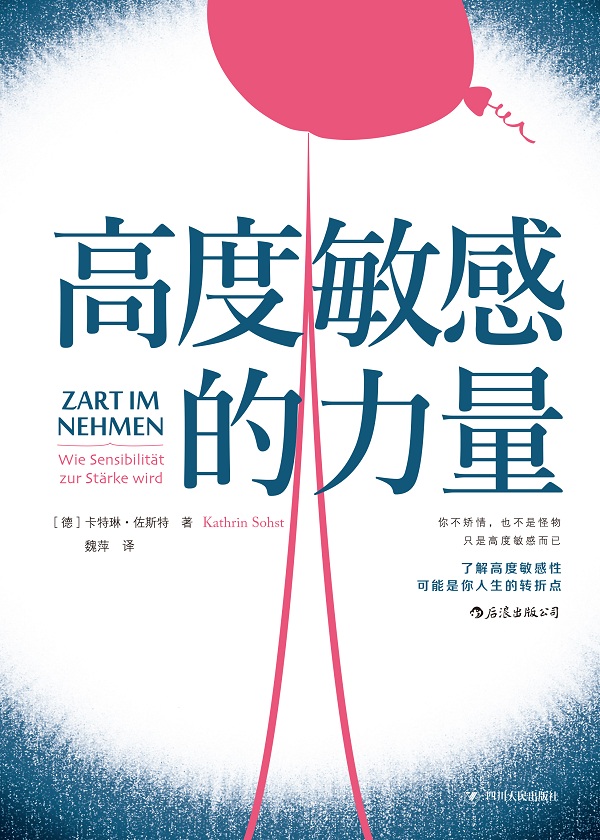 高度敏感
的力量
ZART IM
NEHMEN
Wie Sensibilität
zur Stärke wird
[德]卡特琳·佐斯特 著 Kathrin Sohst
魏萍 译
你不矫情，也不是怪物
只是高度敏感而已
了解高度敏感性
可能是你人生的转折点
后浪出版公司
四川人民出版社